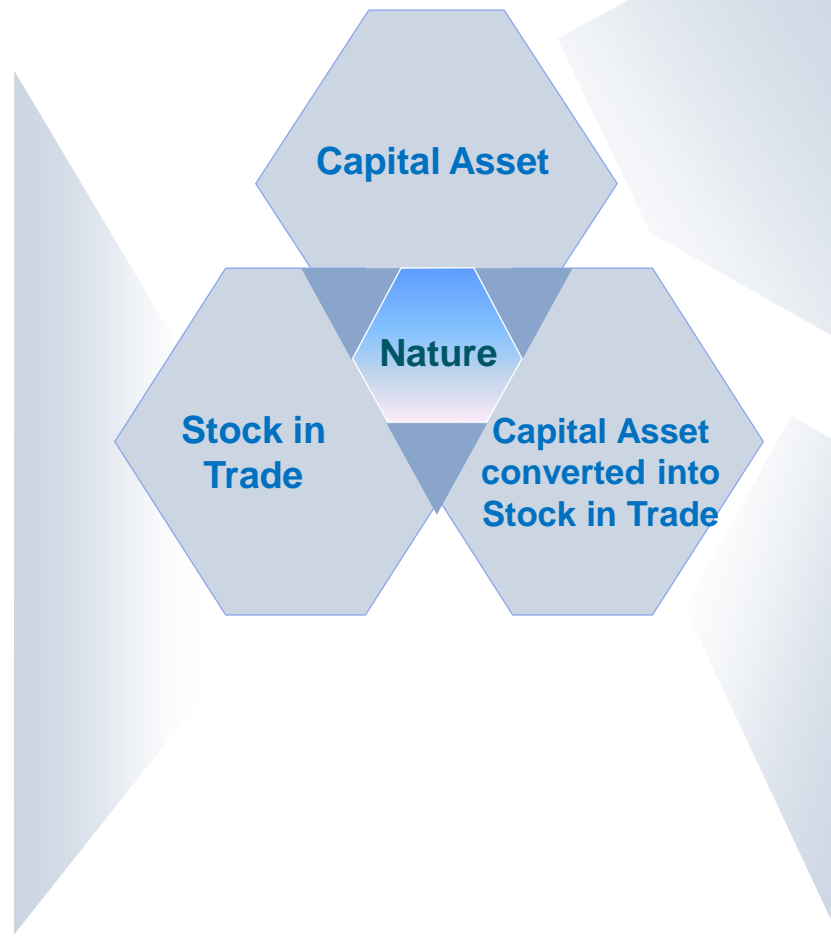 Capital Asset
Nature
Stock in
Trade
Capital Asset
converted into
Stock in Trade